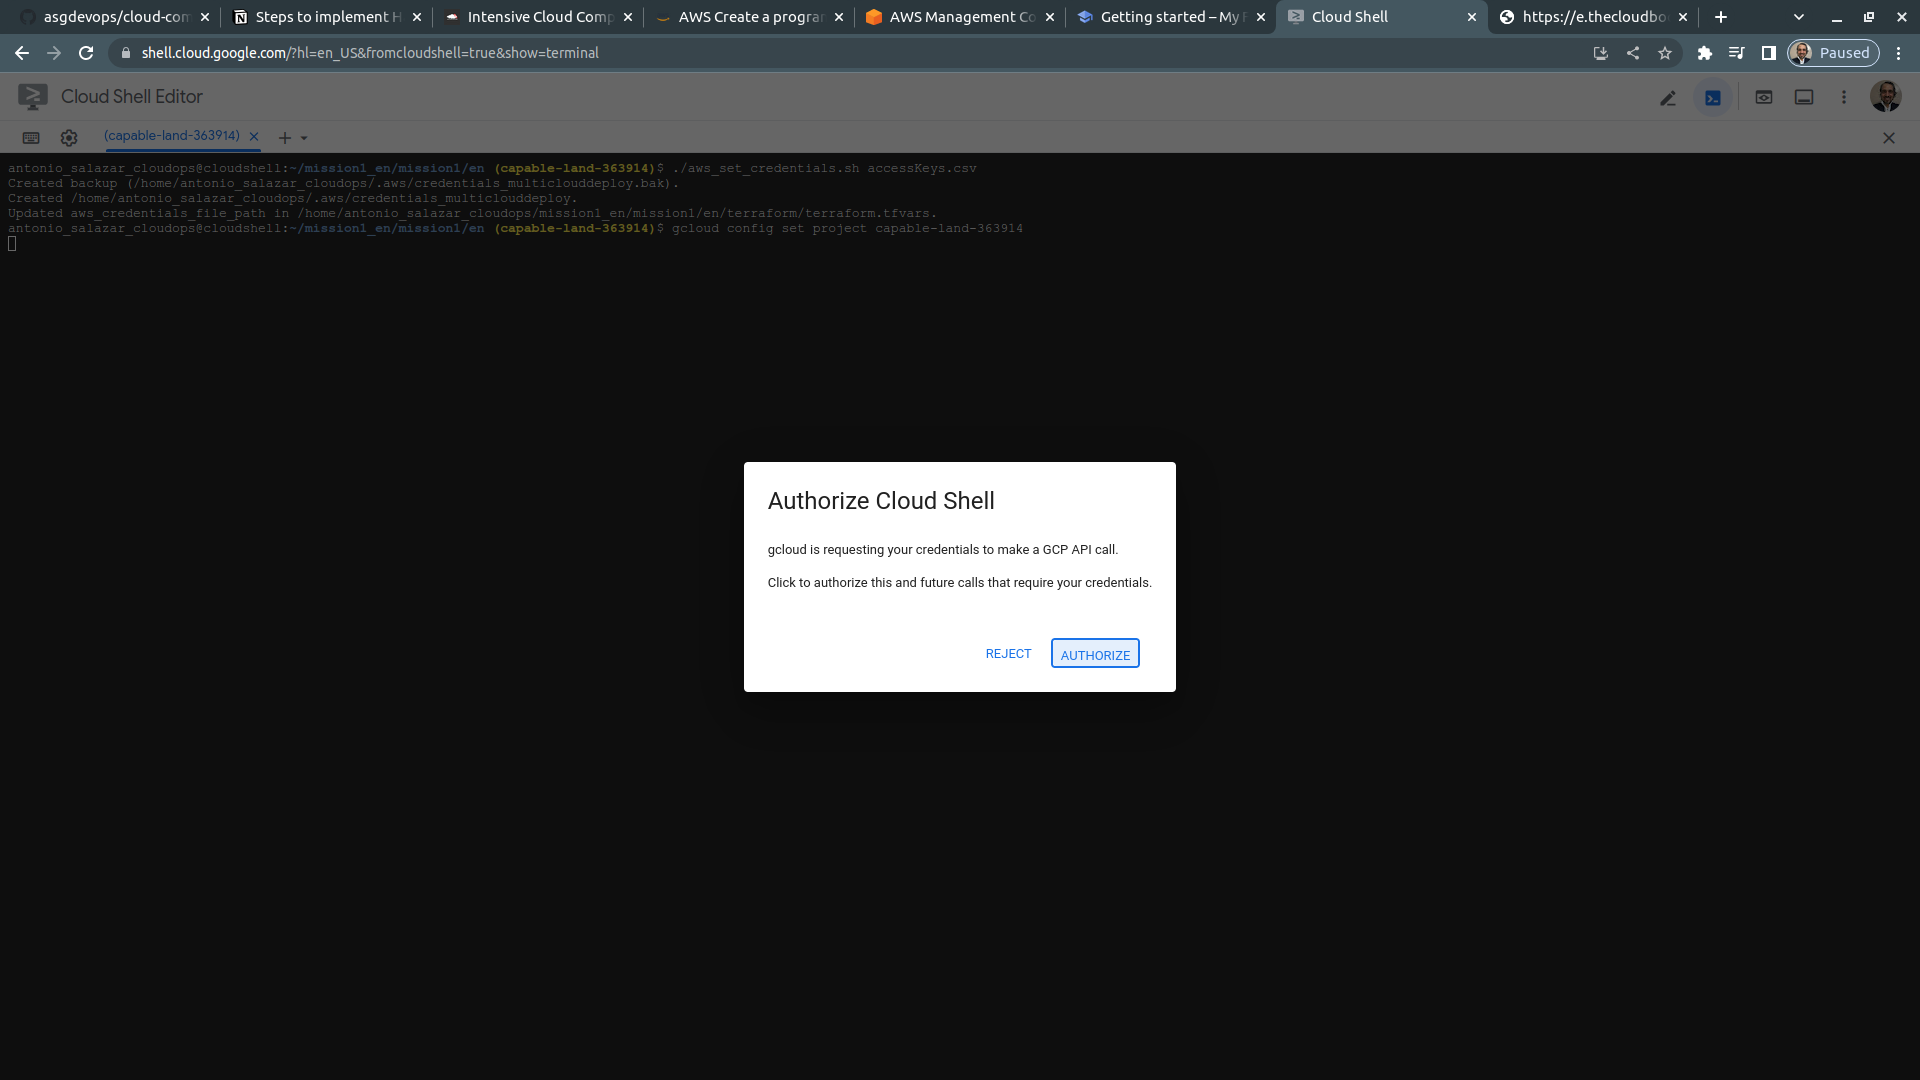 asgdevops/cloud-com
Steps to implement H
Intensive Cloud Comp
AWS Create a program
AWS Management Co
Getting started – My F
Cloud Shell
https://e.thecloudbo
shell.cloud.google.com/?hl=en_US&fromcloudshell=true&show=terminal
Paused
Cloud Shell Editor
(capable-land-363914)
antonio_salazar_cloudops@cloudshell:~/mission1_en/mission1/en (capable-land-363914)$ ./aws_set_credentials.sh accessKeys.csv
Created backup (/home/antonio_salazar_cloudops/.aws/credentials_multiclouddeploy.bak).
Created /home/antonio_salazar_cloudops/.aws/credentials_multiclouddeploy.
Updated aws_credentials_file_path in /home/antonio_salazar_cloudops/mission1_en/mission1/en/terraform/terraform.tfvars.
antonio_salazar_cloudops@cloudshell:~/mission1_en/mission1/en (capable-land-363914)$ gcloud config set project capable-land-363914
Authorize Cloud Shell
gcloud is requesting your credentials to make a GCP API call.
Click to authorize this and future calls that require your credentials.
REJECT
AUTHORIZE